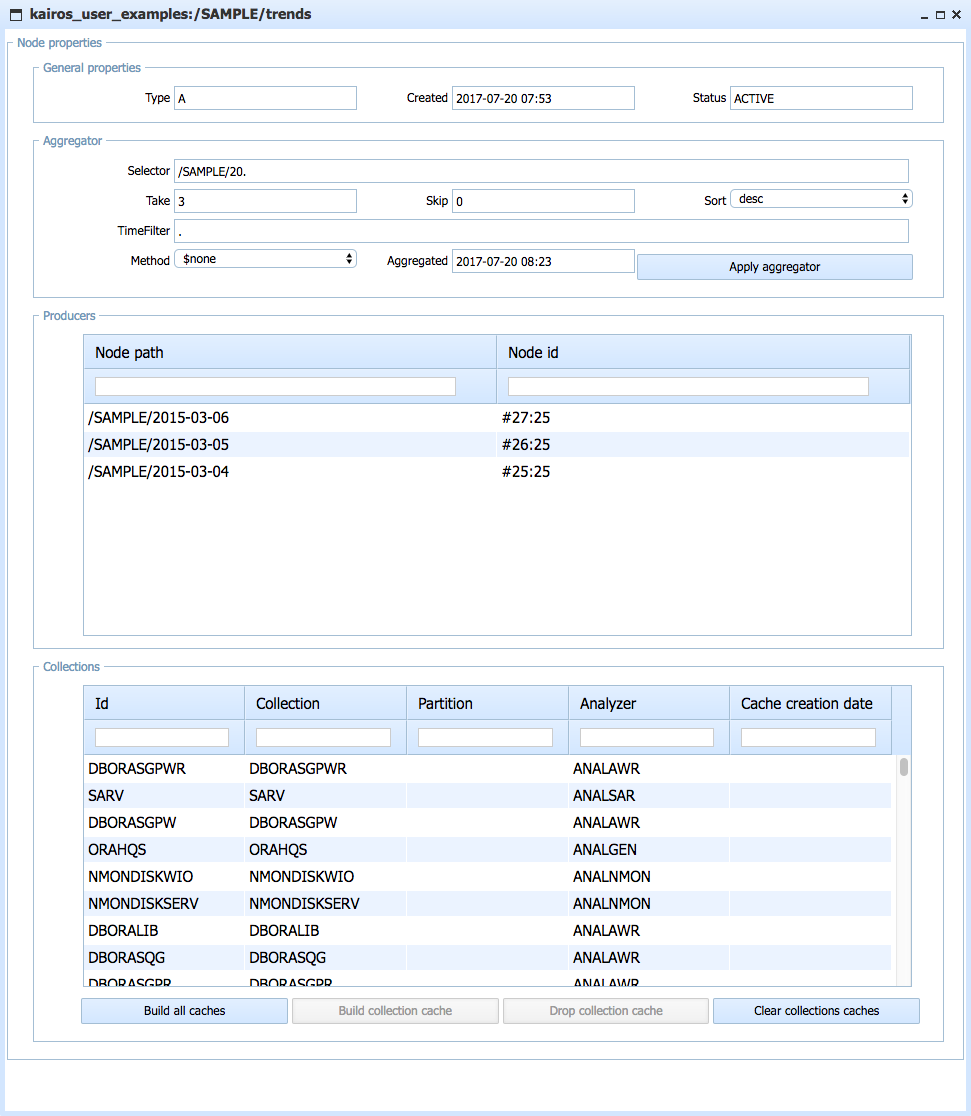 kairos_user_examples:/SAMPLE/trends
Node properties
General properties
Type A Created 2017-07-20 07:53 Status ACTIVE
Aggregator
Selector /SAMPLE/20.
Take 3 Skip 0 Sort desc
TimeFilter .
Method $none Aggregated 2017-07-20 08:23 Apply aggregator
Producers
Node path Node id
/SAMPLE/2015-03-06 #27:25
/SAMPLE/2015-03-05 #26:25
/SAMPLE/2015-03-04 #25:25
Collections
Id Collection Partition Analyzer Cache creation date
DBORASGPWR DBORASGPWR ANALAWR
SARV SARV ANALSAR
DBORASGPW DBORASGPW ANALAWR
ORAHQS ORAHQS ANALGEN
NMONDISKWIO NMONDISKWIO ANALNMON
NMONDISKSERV NMONDISKSERV ANALNMON
DBORALIB DBORALIB ANALAWR
DBORASQG DBORASQG ANALAWR
DBORASGPR DBORASGPR ANALAWR
Build all caches Build collection cache Drop collection cache Clear collections caches